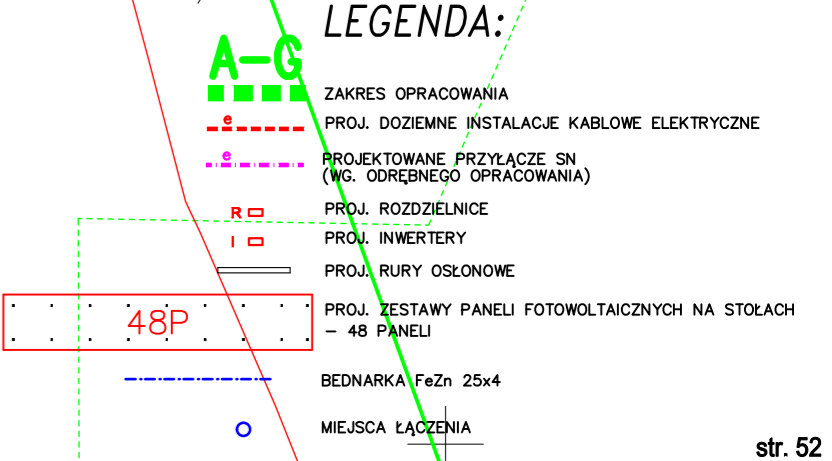 LEGENDA:
A-G
ZAKRES OPRACOWANIA
e
PROJ. DOZIEMNE INSTALACJE KABLOWE ELEKTRYCZNE
e
PROJEKTOWANE PRZYŁĄCZE SN
(WG. ODRĘBNEGO OPRACOWANIA)
R
PROJ. ROZDZIELNICE
I
PROJ. INWERTERY
PROJ. RURY OSŁONOWE
48P
PROJ. ZESTAWY PANELI FOTOWOLTAICZNYCH NA STOŁACH
– 48 PANELI
BEDNARKA FeZn 25x4
MIEJSCA ŁĄCZENIA
str. 52